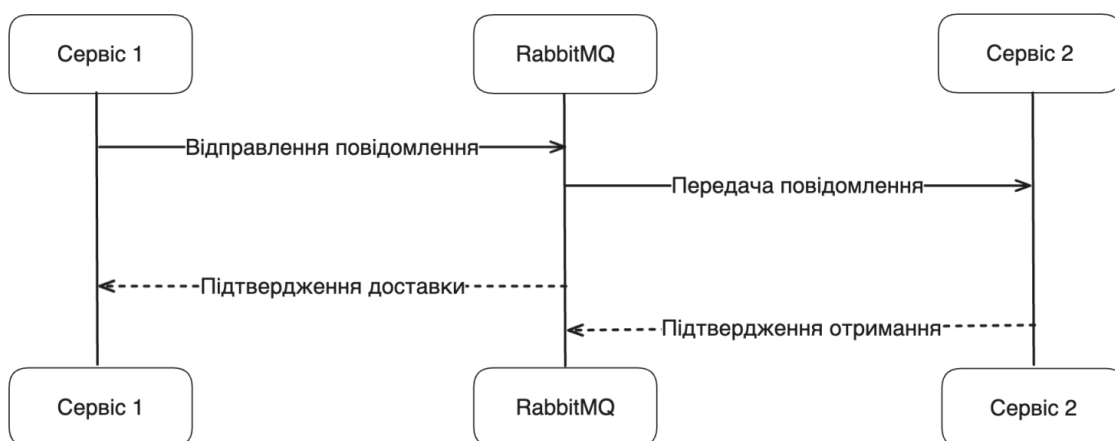 Сервіс 1
RabbitMQ
Сервіс 2
Відправлення повідомлення
Передача повідомлення
Підтвердження доставки
Підтвердження отримання
Сервіс 1
RabbitMQ
Сервіс 2